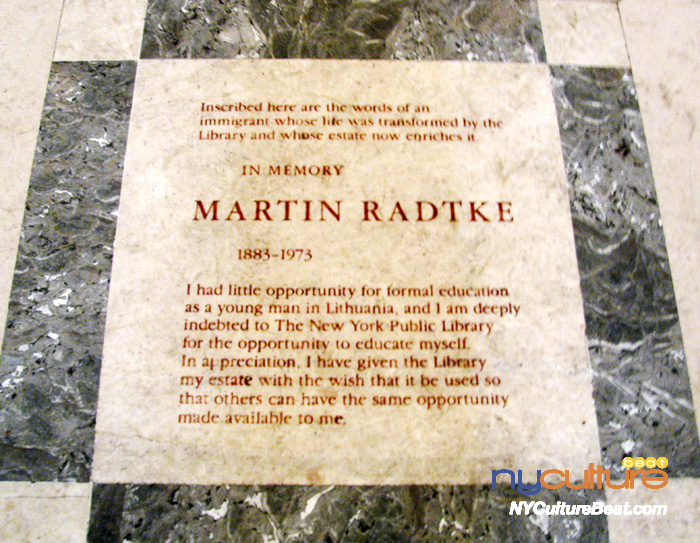 Inscribed here are the words of an
immigrant whose life was transformed by the
Library and whose estate now enriches it.
IN MEMORY
MARTIN RADTKE
1883-1973
I had little opportunity for formal education
as a young man in Lithuania, and I am deeply
indebted to The New York Public Library
for the opportunity to educate myself.
In appreciation, I have given the Library
my estate with the wish that it be used so
that others can have the same opportunity
made available to me.
nyculture beat
NYCultureBeat.com